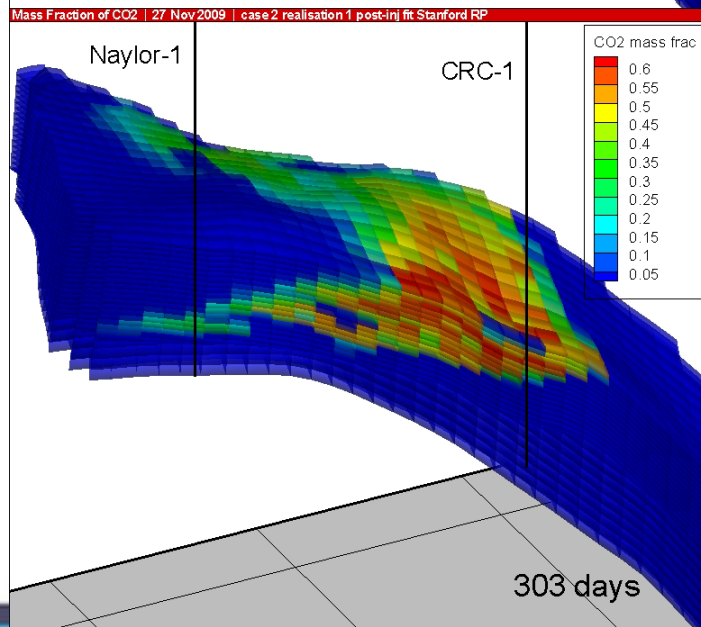 Mass Fraction of CO2 | 27 Nov 2009 | case 2 realisation 1 post-inj fit Stanford RP
Naylor-1
CRC-1
CO2 mass frac
0.6
0.55
0.5
0.45
0.4
0.35
0.3
0.25
0.2
0.15
0.1
0.05
303 days